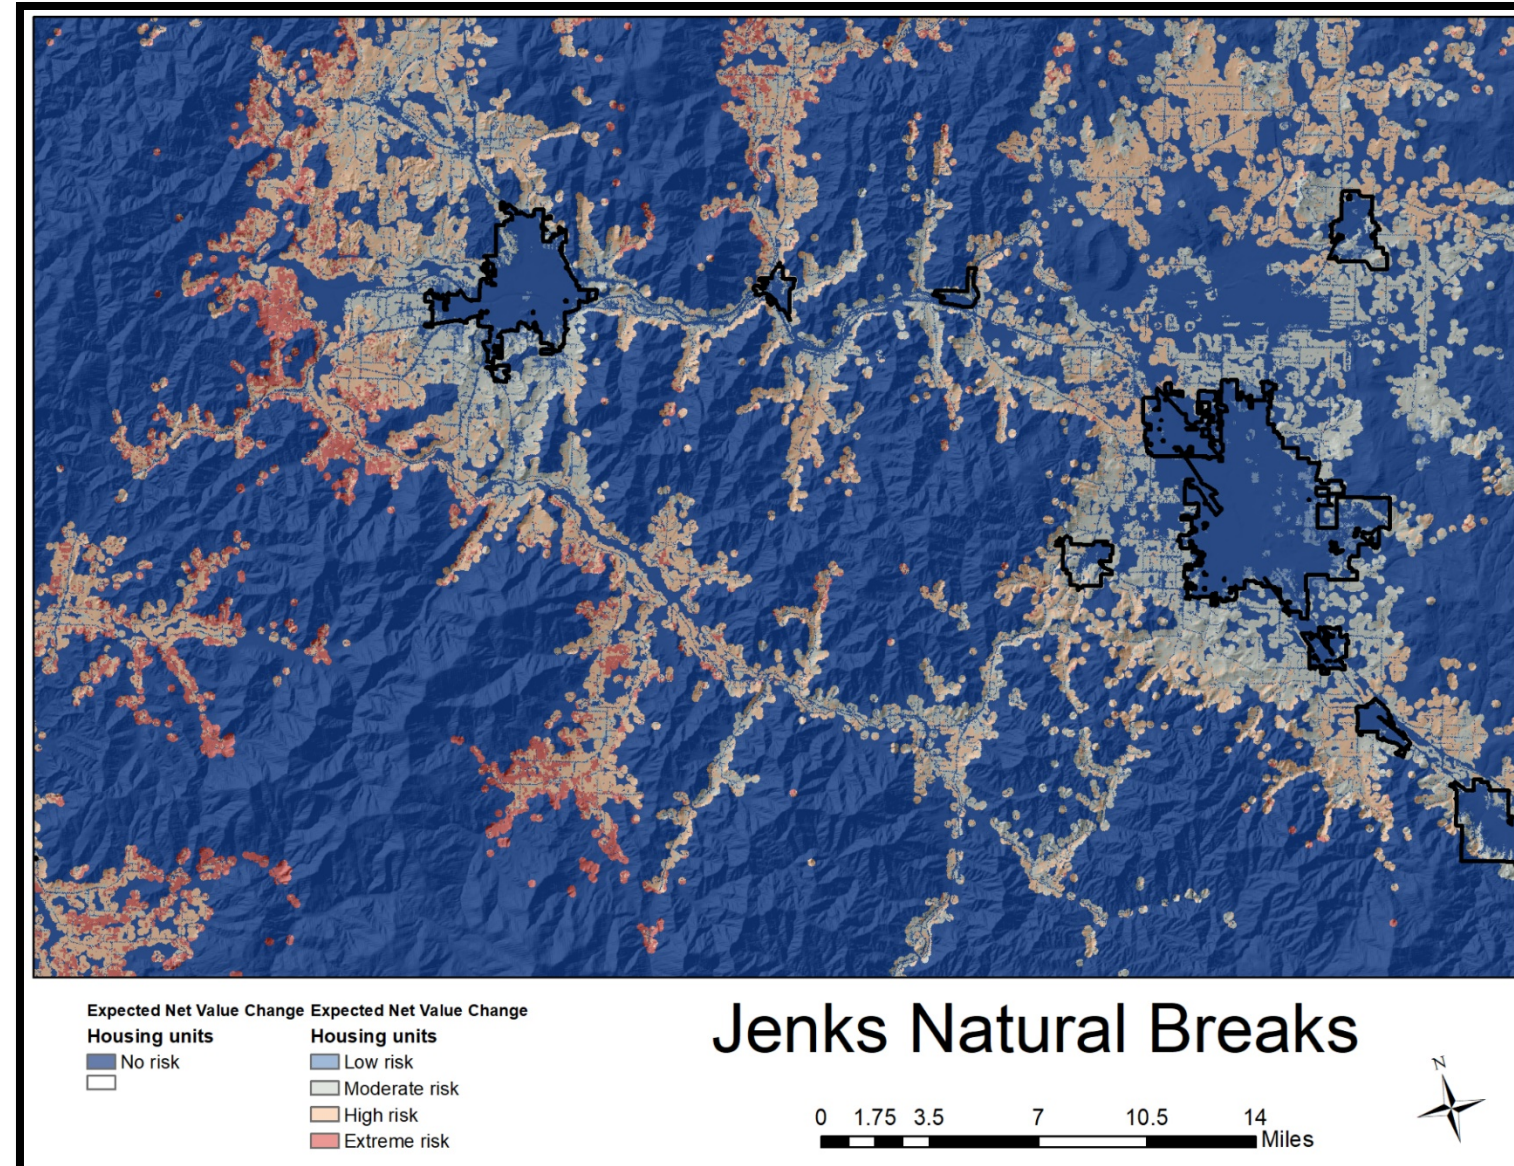 Expected Net Value Change Expected Net Value Change
Housing units Housing units
No risk Low risk
Moderate risk
High risk
Extreme risk
Jenks Natural Breaks
N
0 1.75 3.5 7 10.5 14
Miles